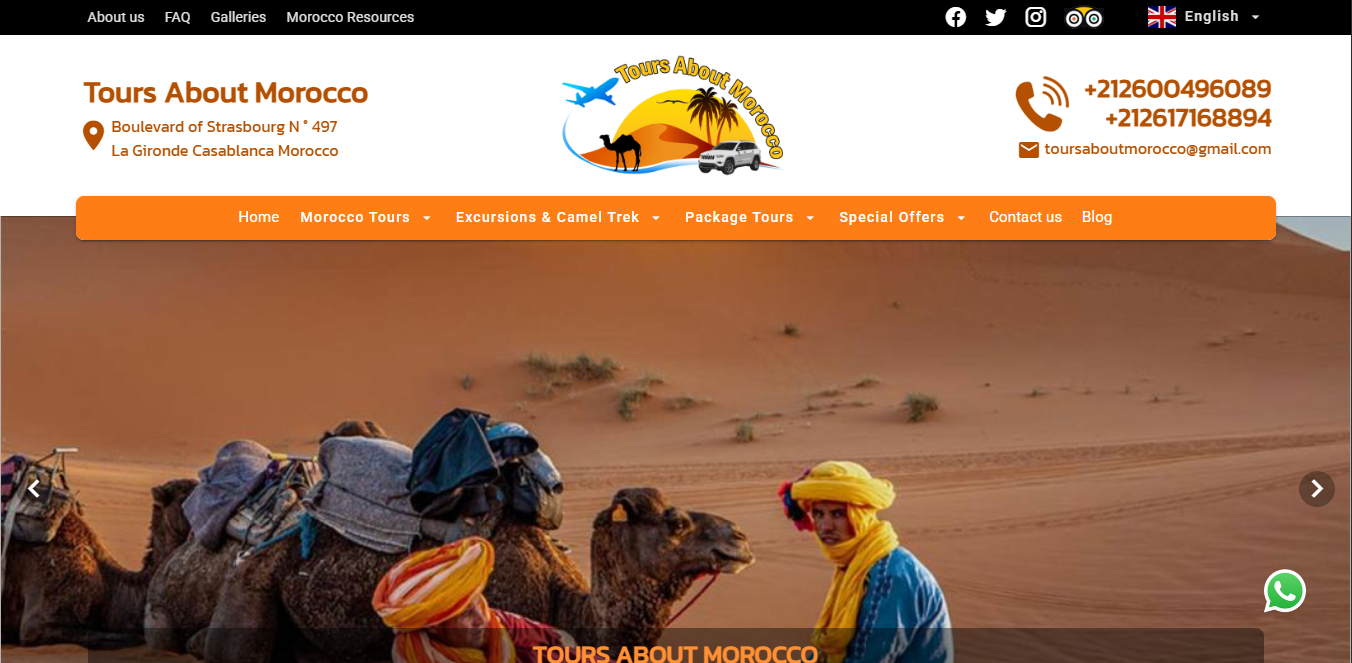 About us FAQ Galleries Morocco Resources English
Tours About Morocco
Boulevard of Strasbourg N ° 497
La Gironde Casablanca Morocco
Tours About Morocco
+212600496089
+212617168894
toursaboutmorocco@gmail.com
Home Morocco Tours Excursions & Camel Trek Package Tours Special Offers Contact us Blog
TOURS ABOUT MOROCCO